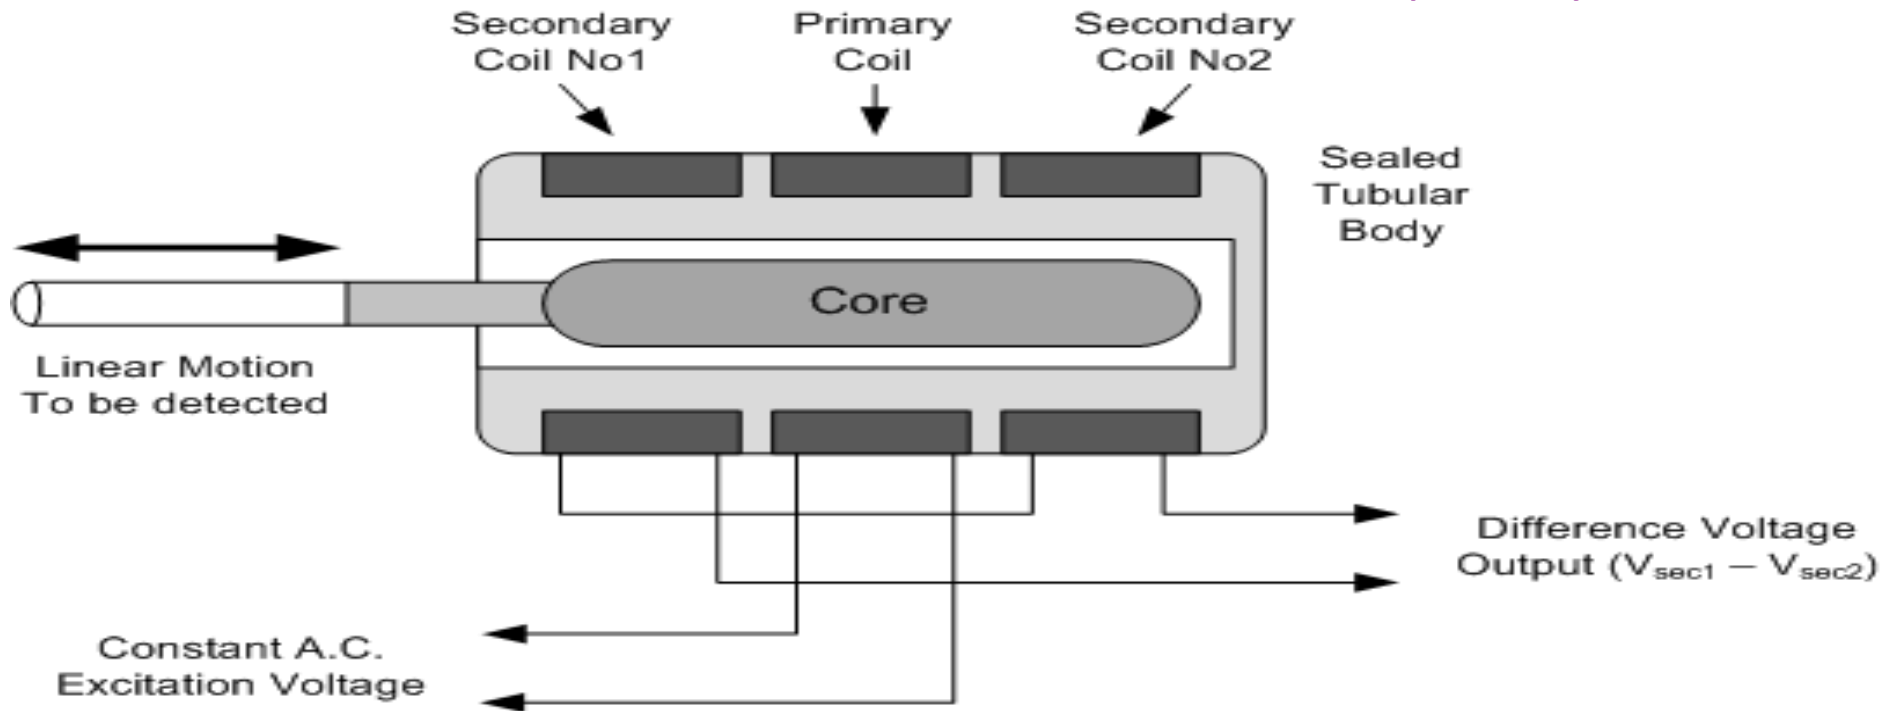 Secondary
Coil No1
Primary
Coil
Secondary
Coil No2
Sealed
Tubular
Body
Core
Linear Motion
To be detected
Difference Voltage
Output (Vsec1 – Vsec2)
Constant A.C.
Excitation Voltage